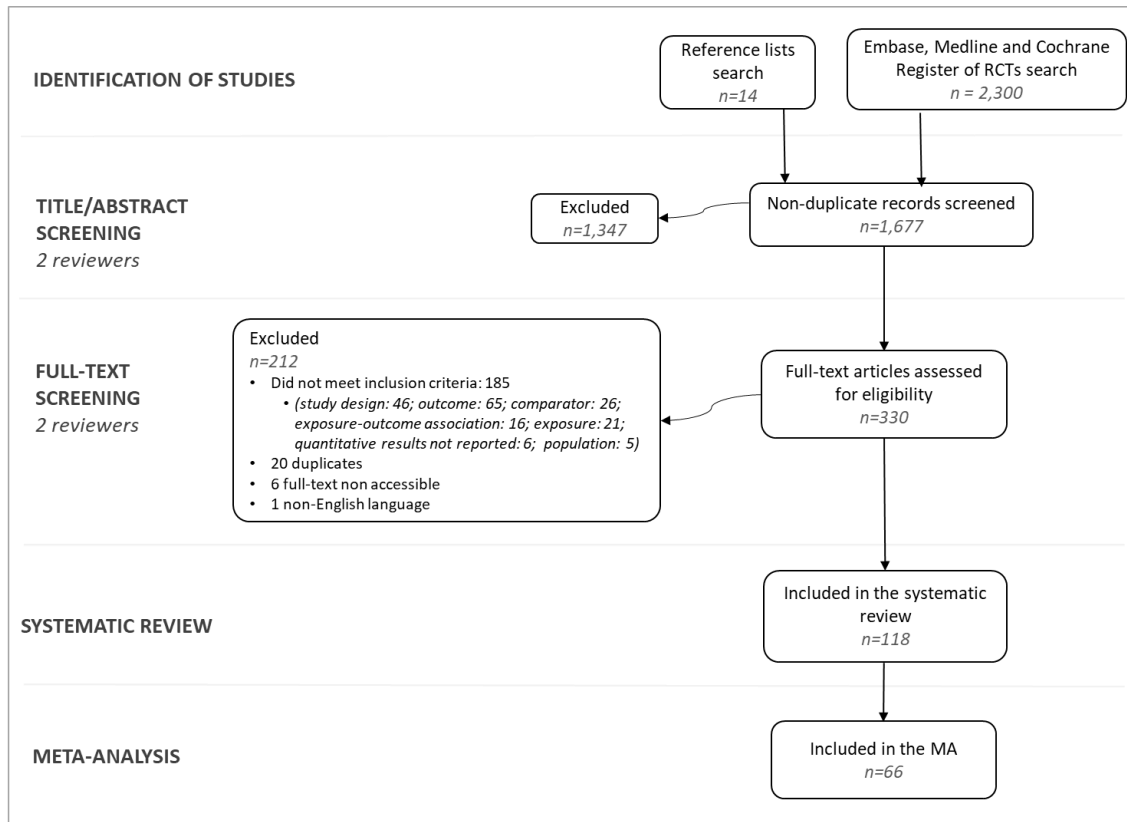 IDENTIFICATION OF STUDIES
Reference lists
search
n=14
Embase, Medline and Cochrane
Register of RCTs search
n = 2,300
TITLE/ABSTRACT
SCREENING
2 reviewers
Excluded
n=1,347
Non-duplicate records screened
n=1,677
FULL-TEXT
SCREENING
2 reviewers
Excluded
n=212
• Did not meet inclusion criteria: 185
• (study design: 46; outcome: 65; comparator: 26;
exposure-outcome association: 16; exposure: 21;
quantitative results not reported: 6; population: 5)
• 20 duplicates
• 6 full-text non accessible
• 1 non-English language
Full-text articles assessed
for eligibility
n=330
SYSTEMATIC REVIEW
Included in the systematic
review
n=118
META-ANALYSIS
Included in the MA
n=66